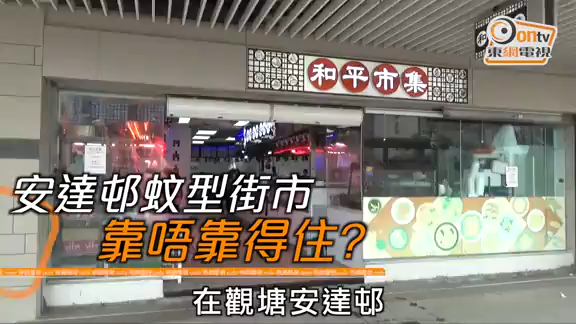 ontv
東網電視
和平市集
安達邨蚊型街市
靠唔靠得住?
在觀塘安達邨